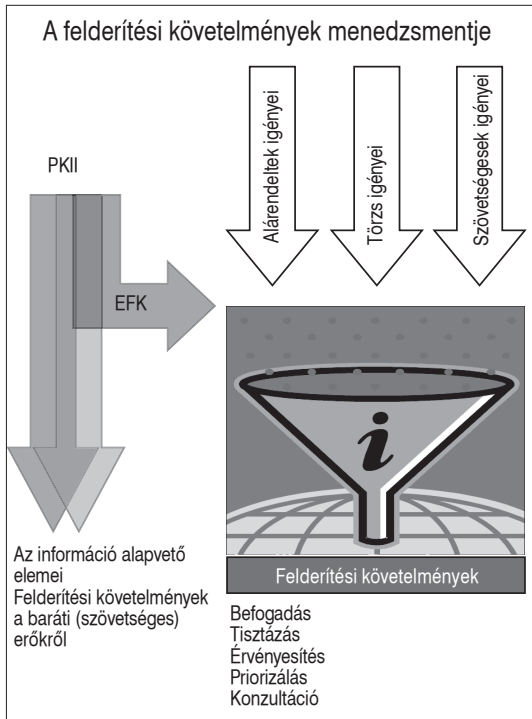 A felderítési követelmények menedzsmentje
Alárendeltek igényei
Törzs igényei
Szövetségesek igényei
PKII
EFK
i
Az információ alapvető
elemei
Felderítési követelmények
a baráti (szövetséges)
erőkről
Felderítési követelmények
Befogadás
Tisztázás
Érvényesítés
Priorizálás
Konzultáció